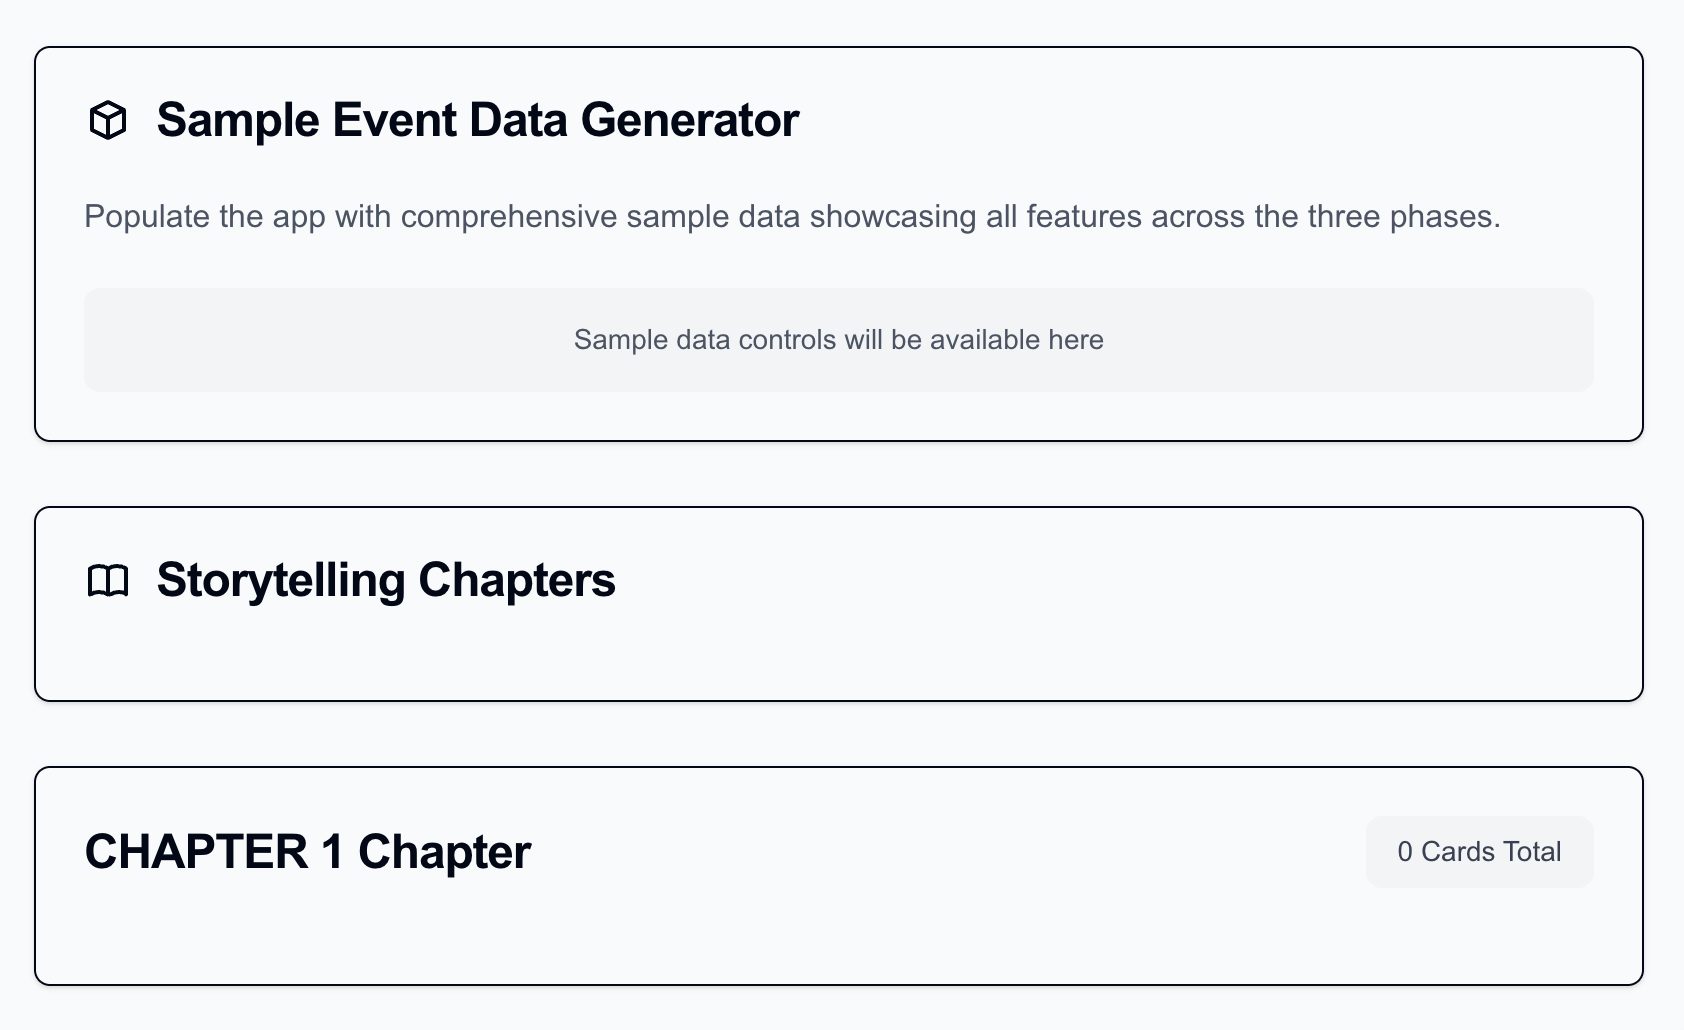 Sample Event Data Generator
Populate the app with comprehensive sample data showcasing all features across the three phases.
Sample data controls will be available here
Storytelling Chapters
CHAPTER 1 Chapter
0 Cards Total